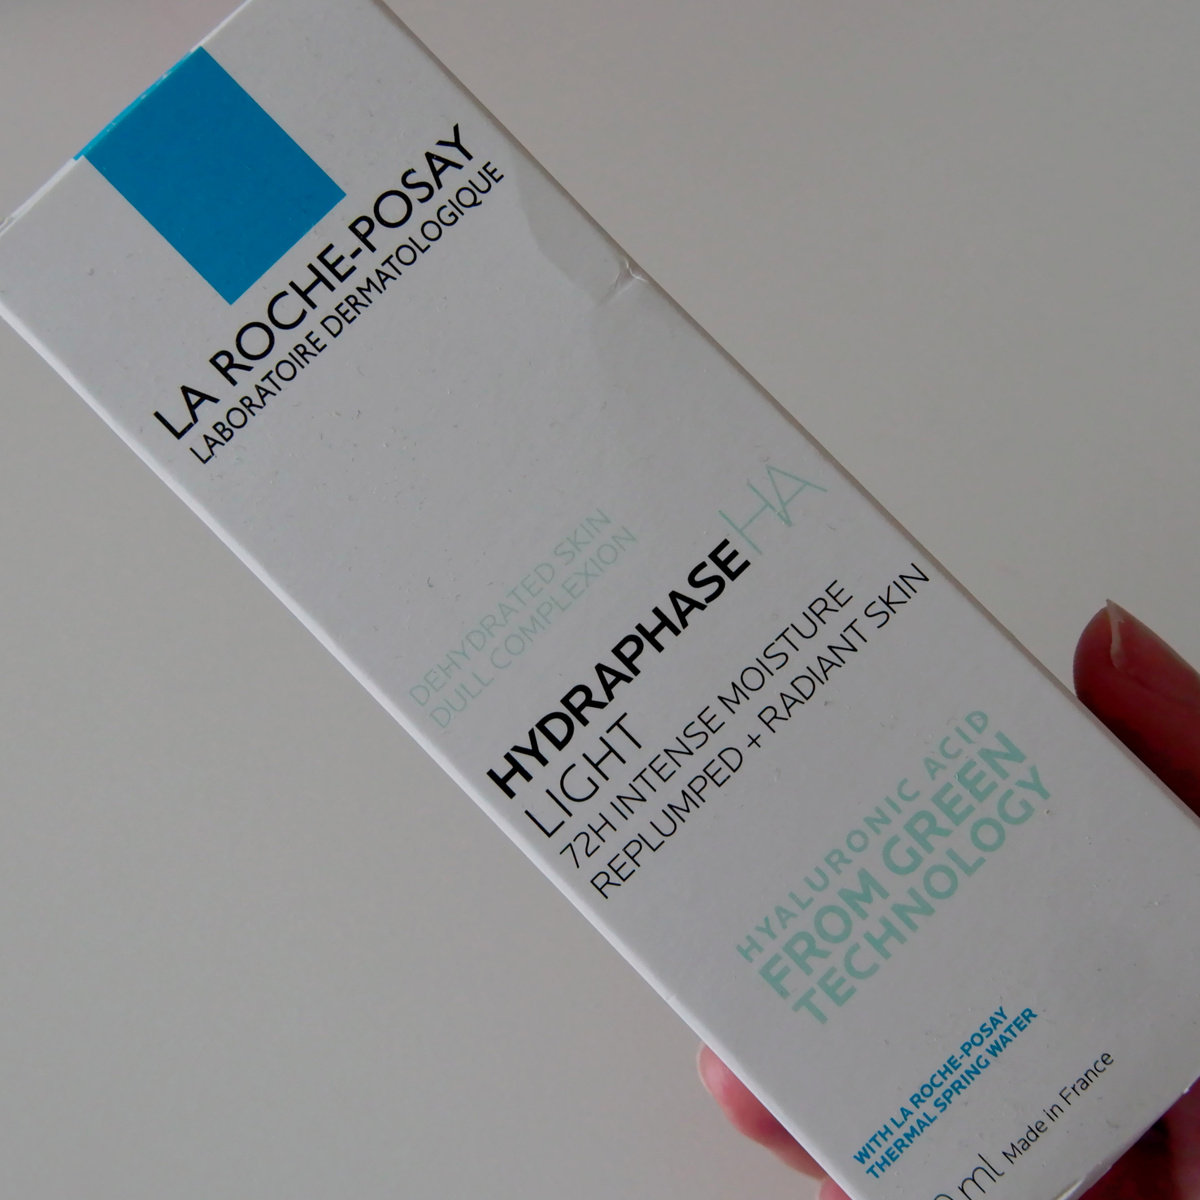 LA ROCHE-POSAY
LABORATOIRE DERMATOLOGIQUE
DEHYDRATED SKIN
DULL COMPLEXION
HYDRAPHASE HA
LIGHT
72H INTENSE MOISTURE
REPLUMPED + RADIANT SKIN
HYALURONIC ACID
FROM GREEN
TECHNOLOGY
WITH LA ROCHE-POSAY
THERMAL SPRING WATER
ml Made in France